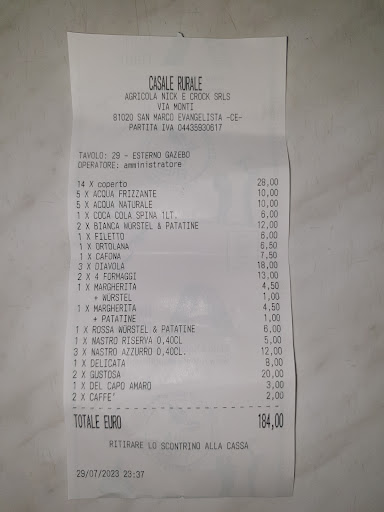 CASALE RURALE
AGRICOLA NICK E CROCK SRLS
VIA MONTI
81020 SAN MARCO EVANGELISTA -CE-
PARTITA IVA 04435930617
TAVOLO: 29 - ESTERNO GAZEBO
OPERATORE: amministratore
14 X coperto 28,00
5 X ACQUA FRIZZANTE 10,00
5 X ACQUA NATURALE 10,00
1 X COCA COLA SPINA 1LT. 6,00
2 X BIANCA WÜRSTEL & PATATINE 12,00
1 X FILETTO 6,00
1 X ORTOLANA 6,50
1 X CAFONA 7,50
3 X DIAVOLA 18,00
2 X 4 FORMAGGI 13,00
1 X MARGHERITA 4,50
+ WÜRSTEL 1,00
1 X MARGHERITA 4,50
+ PATATINE 1,00
1 X ROSSA WÜRSTEL & PATATINE 6,00
1 X NASTRO RISERVA 0,40CL 5,00
3 X NASTRO AZZURRO 0,40CL. 12,00
1 X DELICATA 8,00
2 X GUSTOSA 20,00
1 X DEL CAPO AMARO 3,00
2 X CAFFE' 2,00
TOTALE EURO 184,00
RITIRARE LO SCONTRINO ALLA CASSA
29/07/2023 23:37